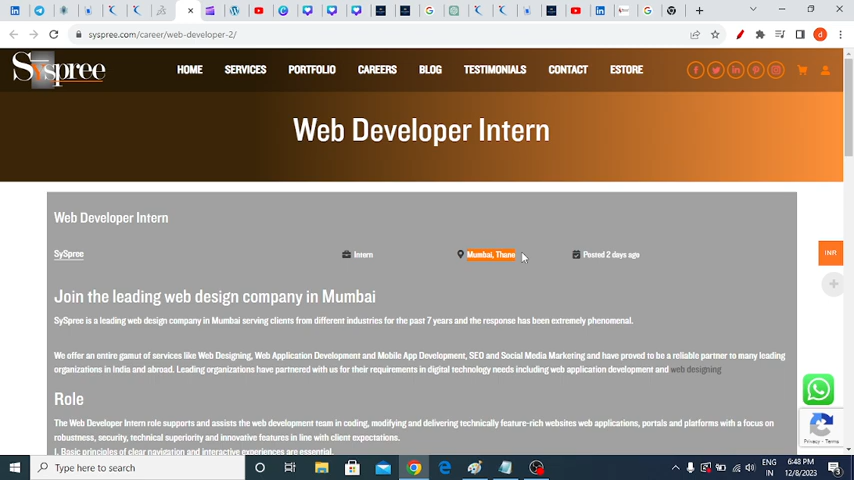 syspree.com/career/web-developer-2/
Syspree
HOME SERVICES PORTFOLIO CAREERS BLOG TESTIMONIALS CONTACT ESTORE
Web Developer Intern
Web Developer Intern
SySpree Intern Mumbai, Thane Posted 2 days ago
INR
Join the leading web design company in Mumbai
SySpree is a leading web design company in Mumbai serving clients from different industries for the past 7 years and the response has been extremely phenomenal.
We offer an entire gamut of services like Web Designing, Web Application Development and Mobile App Development, SEO and Social Media Marketing and have proved to be a reliable partner to many leading
organizations in India and abroad. Leading organizations have partnered with us for their requirements in digital technology needs including web application development and web designing
Role
The Web Developer Intern role supports and assists the web development team in coding, modifying and delivering technically feature-rich websites web applications, portals and platforms with a focus on
robustness, security, technical superiority and innovative features in line with client expectations.
I. Basic principles of clear navigation and interactive experiences are essential.
Privacy - Terms
Type here to search
ENG
IN
6:48 PM
12/8/2023
3